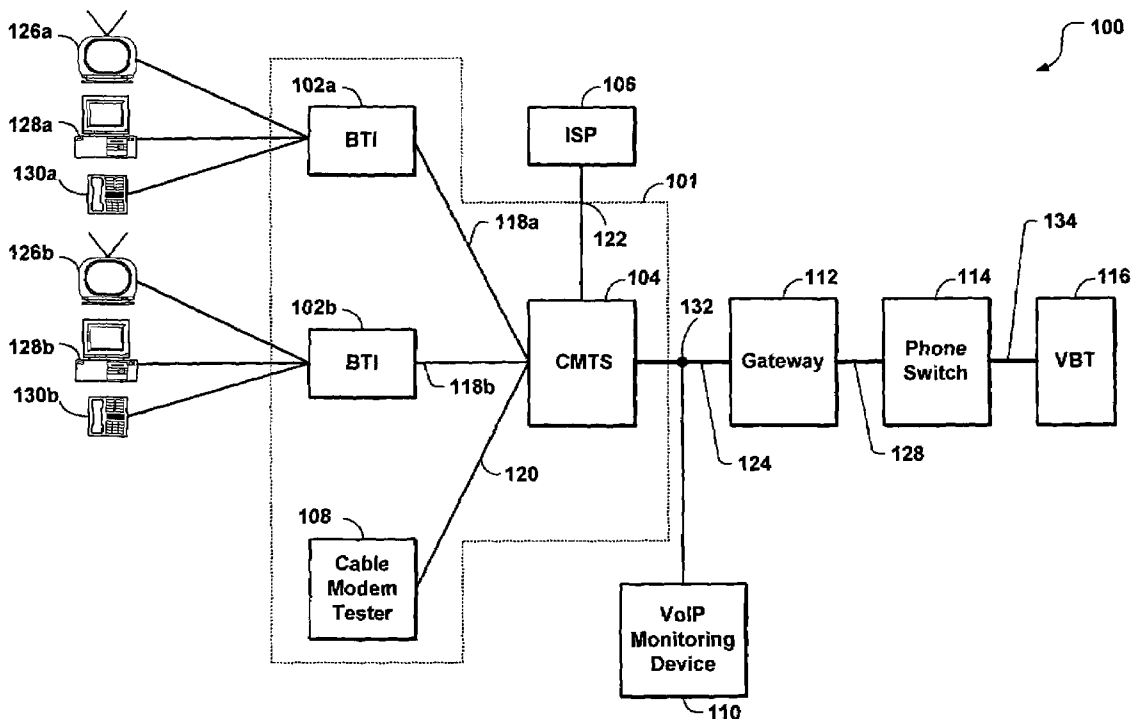 126a
100
102a
106
BTI
ISP
128a
130a
101
118a
122
134
126b
104
112
114
116
102b
132
128b
BTI
CMTS
Gateway
Phone
Switch
VBT
118b
130b
124
128
120
108
Cable
Modem
Tester
VoIP
Monitoring
Device
110